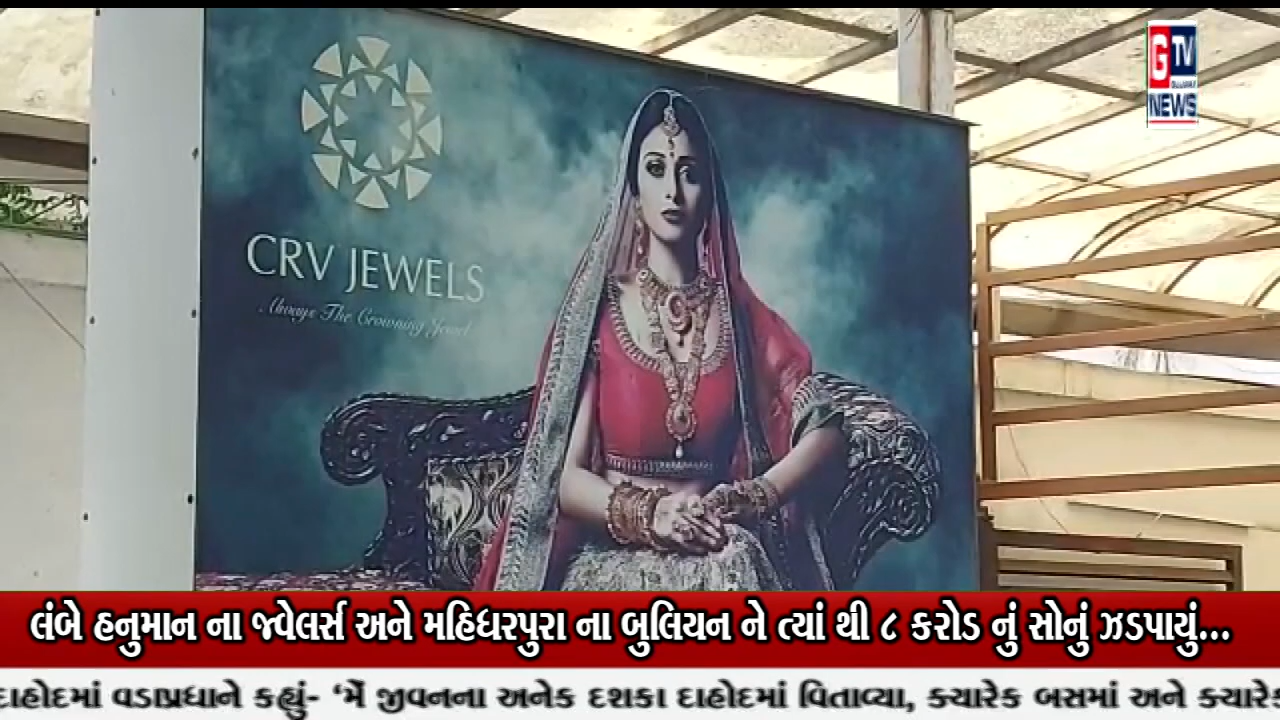 CRV JEWELS
Always The Crowning Jewel
GTV
GUJARAT
NEWS
લંબે હનુમાન ના જ્વેલર્સ અને મહિધરપુરા ના બુલિયન ને ત્યાં થી ૮ કરોડ નું સોનું ઝડપાયું...
દાહોદમાં વડાપ્રધાને કહ્યું- ‘મેં જીવનના અનેક દશકા દાહોદમાં વિતાવ્યા, ક્યારેક બસમાં અને ક્યારેક